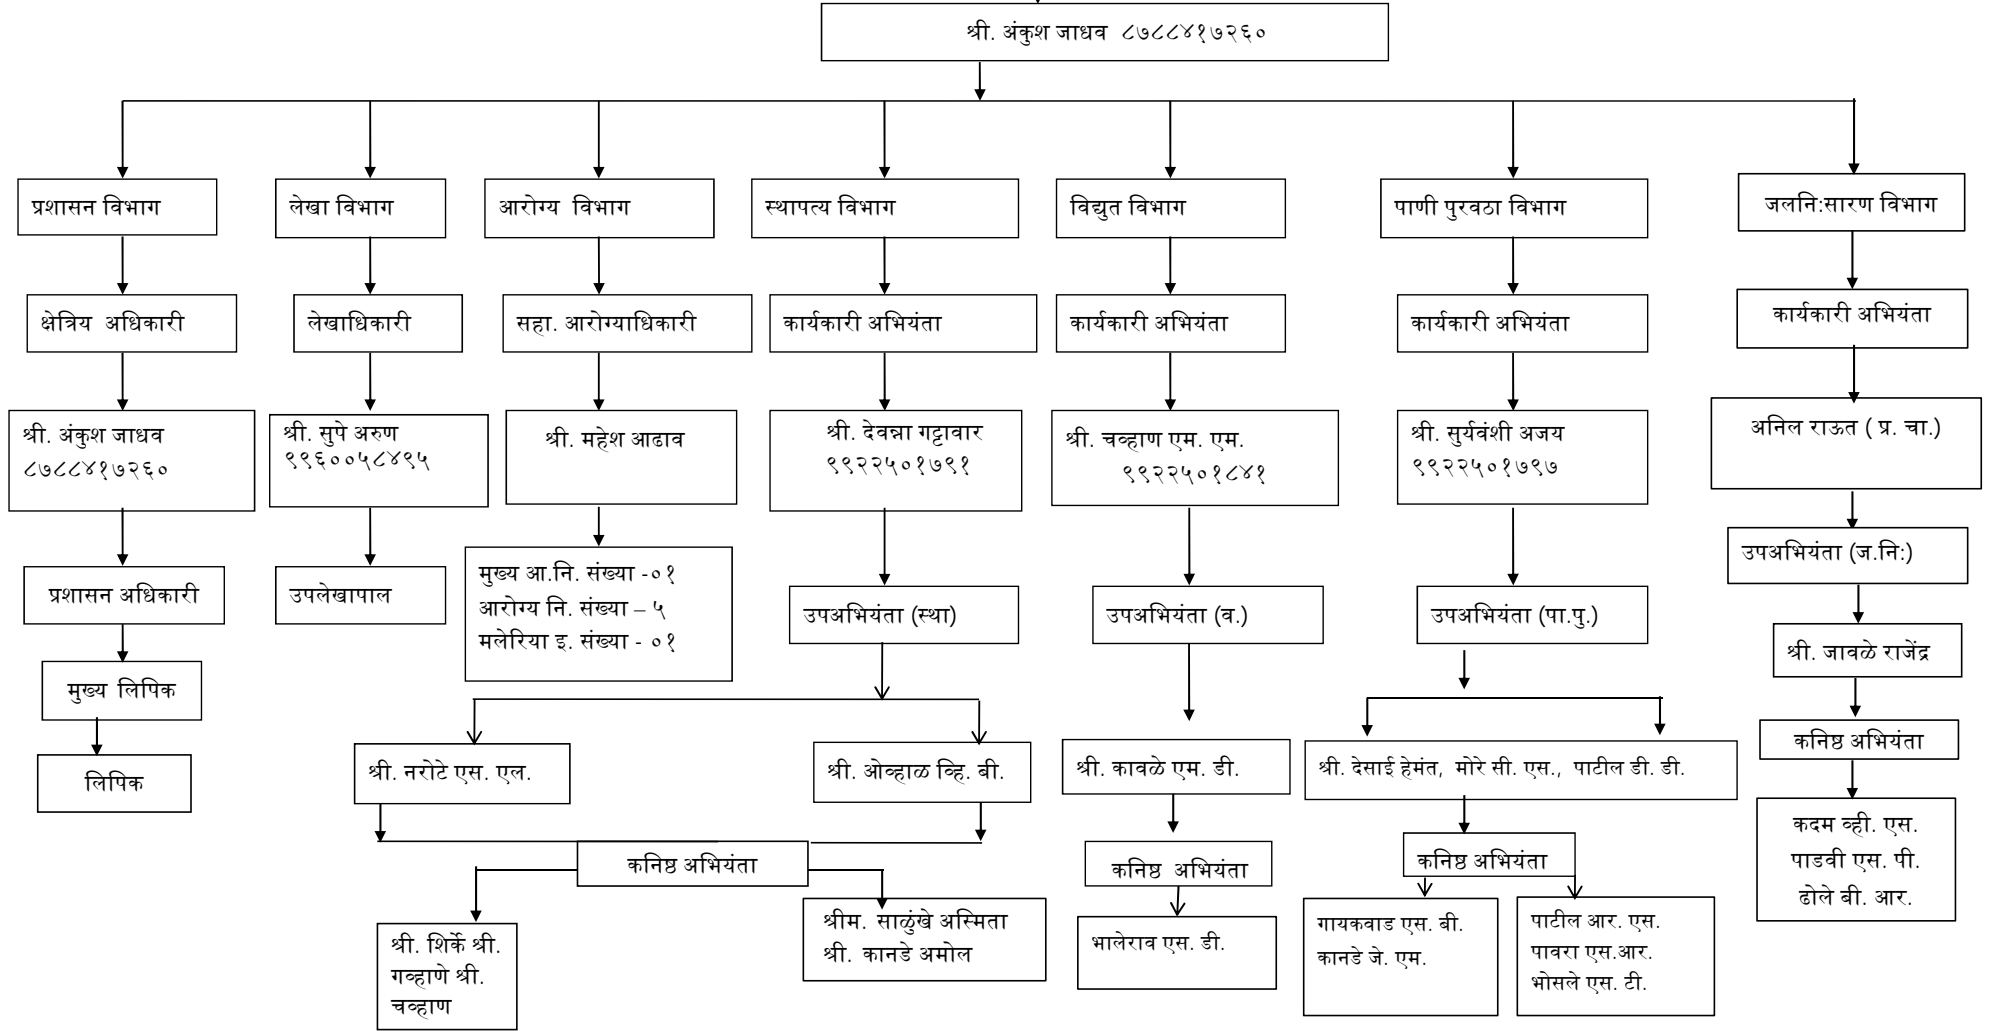 श्री. अंकुश जाधव ८७८८४१७२६०
प्रशासन विभाग
लेखा विभाग
आरोग्य विभाग
स्थापत्य विभाग
विद्युत विभाग
पाणी पुरवठा विभाग
जलनि:सारण विभाग
क्षेत्रिय अधिकारी
लेखाधिकारी
सहा. आरोग्याधिकारी
कार्यकारी अभियंता
कार्यकारी अभियंता
कार्यकारी अभियंता
कार्यकारी अभियंता
श्री. अंकुश जाधव
८७८८४१७२६०
श्री. सुपे अरुण
९९६००५८४९५
श्री. महेश आढाव
श्री. देवन्ना गट्टावार
९९२२५०१७९१
श्री. चव्हाण एम. एम.
९९२२५०१८४१
श्री. सुर्यवंशी अजय
९९२२५०१७९७
अनिल राऊत ( प्र. चा.)
प्रशासन अधिकारी
उपलेखापाल
मुख्य आ.नि. संख्या -०१
आरोग्य नि. संख्या – ५
मलेरिया इ. संख्या - ०१
उपअभियंता (स्था)
उपअभियंता (व.)
उपअभियंता (पा.पु.)
उपअभियंता (ज.नि:)
मुख्य लिपिक
श्री. जावळे राजेंद्र
लिपिक
श्री. नरोटे एस. एल.
श्री. ओव्हाळ व्हि. बी.
श्री. कावळे एम. डी.
श्री. देसाई हेमंत, मोरे सी. एस., पाटील डी. डी.
कनिष्ठ अभियंता
कनिष्ठ अभियंता
कनिष्ठ अभियंता
कनिष्ठ अभियंता
कदम व्ही. एस.
पाडवी एस. पी.
ढोले बी. आर.
श्री. शिर्के श्री.
गव्हाणे श्री.
चव्हाण
श्रीम. साळुंखे अस्मिता
श्री. कानडे अमोल
भालेराव एस. डी.
गायकवाड एस. बी.
कानडे जे. एम.
पाटील आर. एस.
पावरा एस.आर.
भोसले एस. टी.